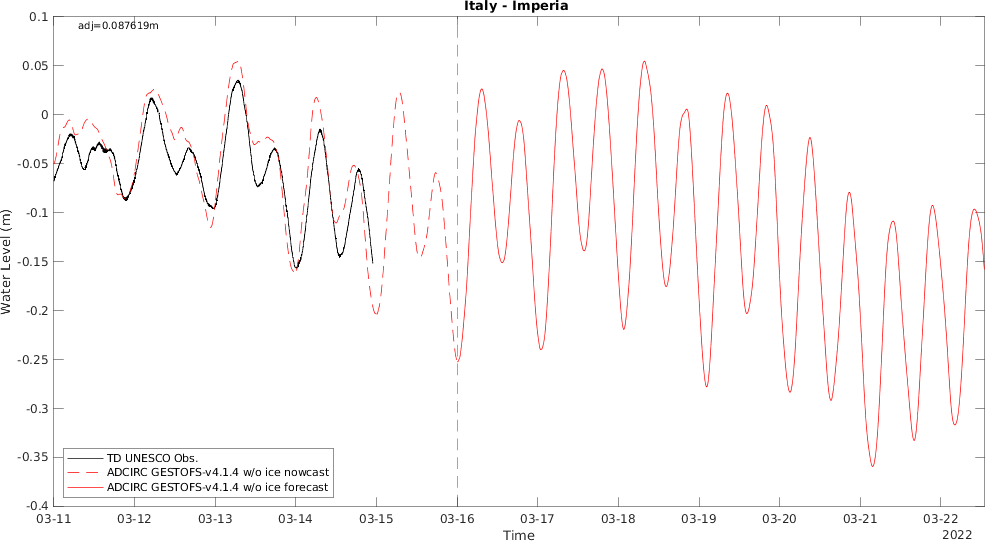 Italy - Imperia
adj=0.087619m
0.1
0.05
0
-0.05
-0.1
-0.15
-0.2
-0.25
-0.3
-0.35
-0.4
Water Level (m)
TD UNESCO Obs.
ADCIRC GESTOFS-v4.1.4 w/o ice nowcast
ADCIRC GESTOFS-v4.1.4 w/o ice forecast
03-11 03-12 03-13 03-14 03-15 03-16 03-17 03-18 03-19 03-20 03-21 03-22
Time
2022